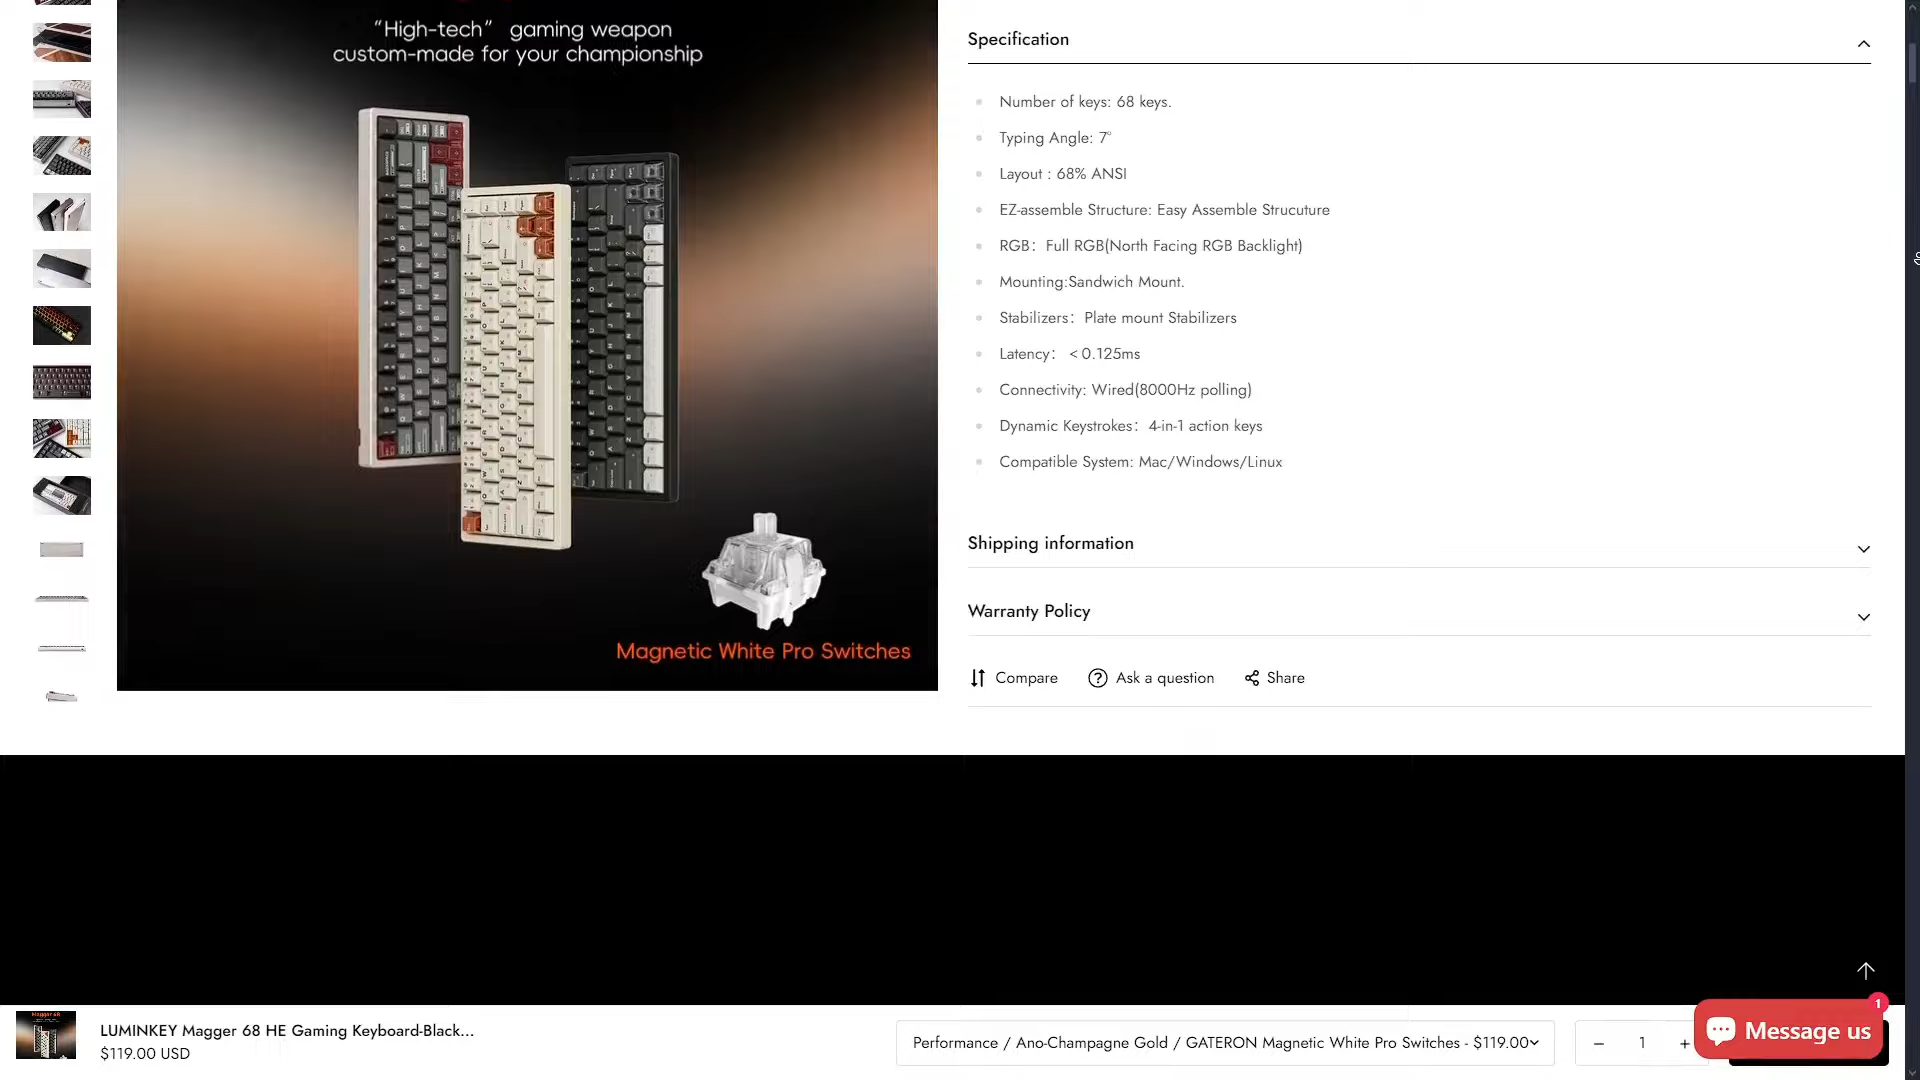 “High-tech” gaming weapon
custom-made for your championship
Magnetic White Pro Switches
Specification
Number of keys: 68 keys.
Typing Angle: 7°
Layout : 68% ANSI
EZ-assemble Structure: Easy Assemble Strucuture
RGB：Full RGB(North Facing RGB Backlight)
Mounting:Sandwich Mount.
Stabilizers：Plate mount Stabilizers
Latency：＜0.125ms
Connectivity: Wired(8000Hz polling)
Dynamic Keystrokes：4-in-1 action keys
Compatible System: Mac/Windows/Linux
Shipping information
Warranty Policy
Compare
Ask a question
Share
LUMINKEY Magger 68 HE Gaming Keyboard-Black...
$119.00 USD
Performance / Ano-Champagne Gold / GATERON Magnetic White Pro Switches - $119.00
− 1 +
1
Message us